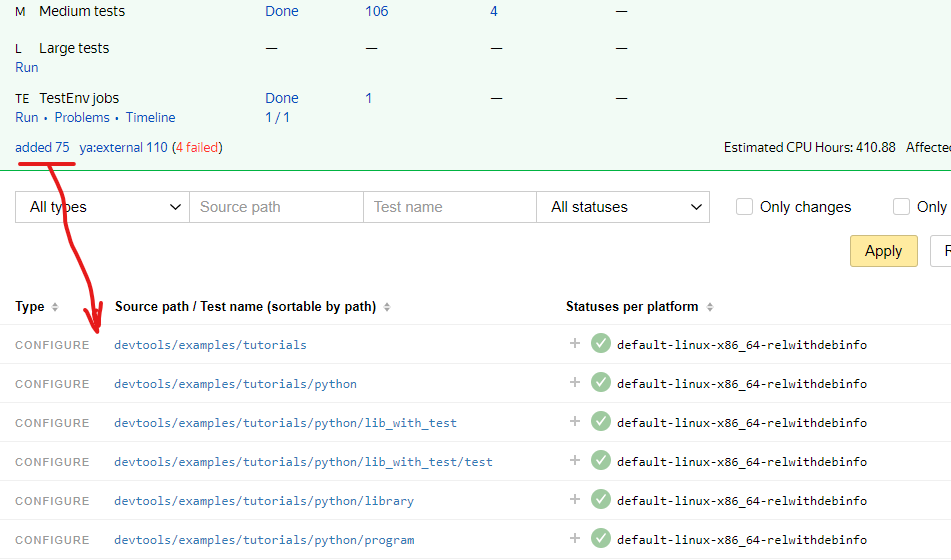 M Medium tests Done 106 4 —
L Large tests — — — —
Run
TE TestEnv jobs Done 1 — —
Run • Problems • Timeline 1 / 1
added 75 ya:external 110 (4 failed) Estimated CPU Hours: 410.88 Affected
All types Source path Test name All statuses Only changes Only
Apply R
Type Source path / Test name (sortable by path) Statuses per platform
CONFIGURE devtools/examples/tutorials + default-linux-x86_64-relwithdebinfo
CONFIGURE devtools/examples/tutorials/python + default-linux-x86_64-relwithdebinfo
CONFIGURE devtools/examples/tutorials/python/lib_with_test + default-linux-x86_64-relwithdebinfo
CONFIGURE devtools/examples/tutorials/python/lib_with_test/test + default-linux-x86_64-relwithdebinfo
CONFIGURE devtools/examples/tutorials/python/library + default-linux-x86_64-relwithdebinfo
CONFIGURE devtools/examples/tutorials/python/program + default-linux-x86_64-relwithdebinfo